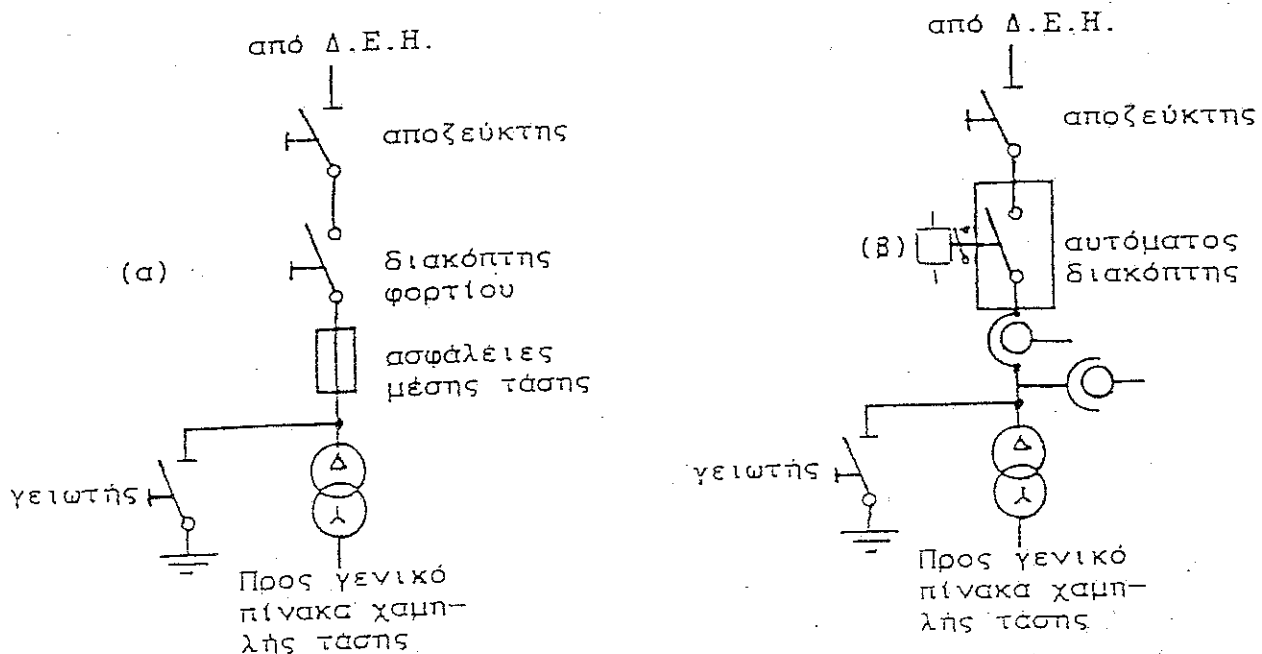 από Δ.Ε.Η.
αποζεύκτης
(α)
διακόπτης
φορτίου
ασφάλειες
μέσης τάσης
γειωτής
Δ
Υ
Προς γενικό
πίνακα χαμη-
λής τάσης
από Δ.Ε.Η.
αποζεύκτης
(β)
αυτόματος
διακόπτης
γειωτής
Δ
Υ
Προς γενικό
πίνακα χαμη-
λής τάσης